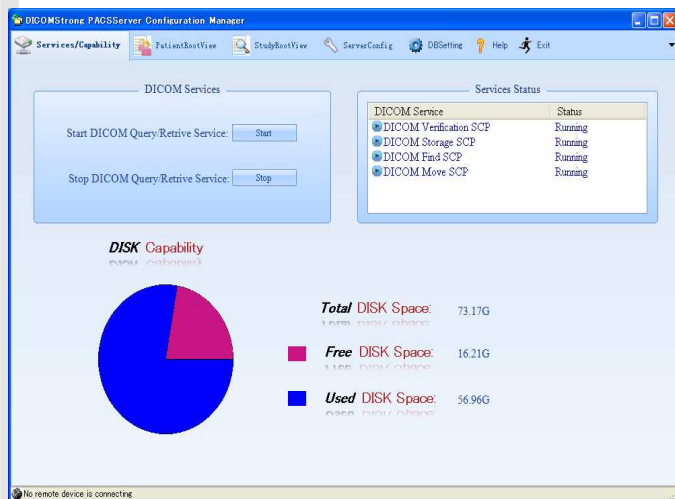 DICOMStrong PACSServer Configuration Manager
Services/Capability PatientRootView StudyRootView ServerConfig DBSetting Help Exit
DICOM Services
Start DICOM Query/Retrive Service: Start
Stop DICOM Query/Retrive Service: Stop
Services Status
DICOM Service Status
DICOM Verification SCP Running
DICOM Storage SCP Running
DICOM Find SCP Running
DICOM Move SCP Running
DISK Capability
Total DISK Space: 73.17G
Free DISK Space: 16.21G
Used DISK Space: 56.96G
No remote device is connecting